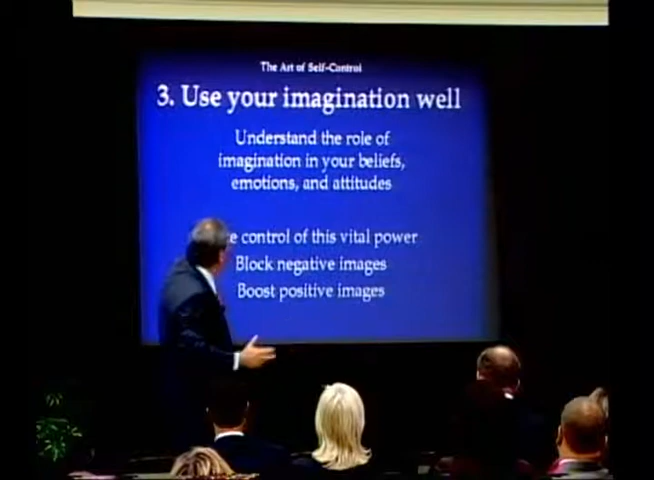 The Art of Self-Control
3. Use your imagination well
Understand the role of
imagination in your beliefs,
emotions, and attitudes
control of this vital power
Block negative images
Boost positive images